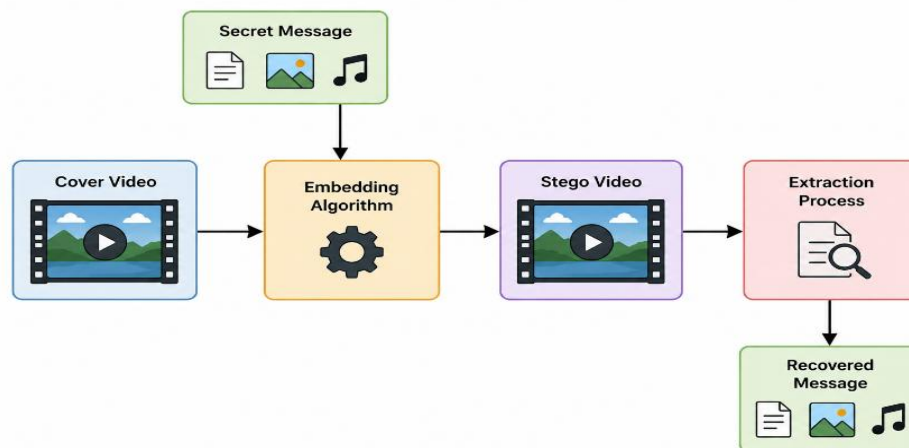 Secret Message
Cover Video
Embedding
Algorithm
Stego Video
Extraction
Process
Recovered
Message